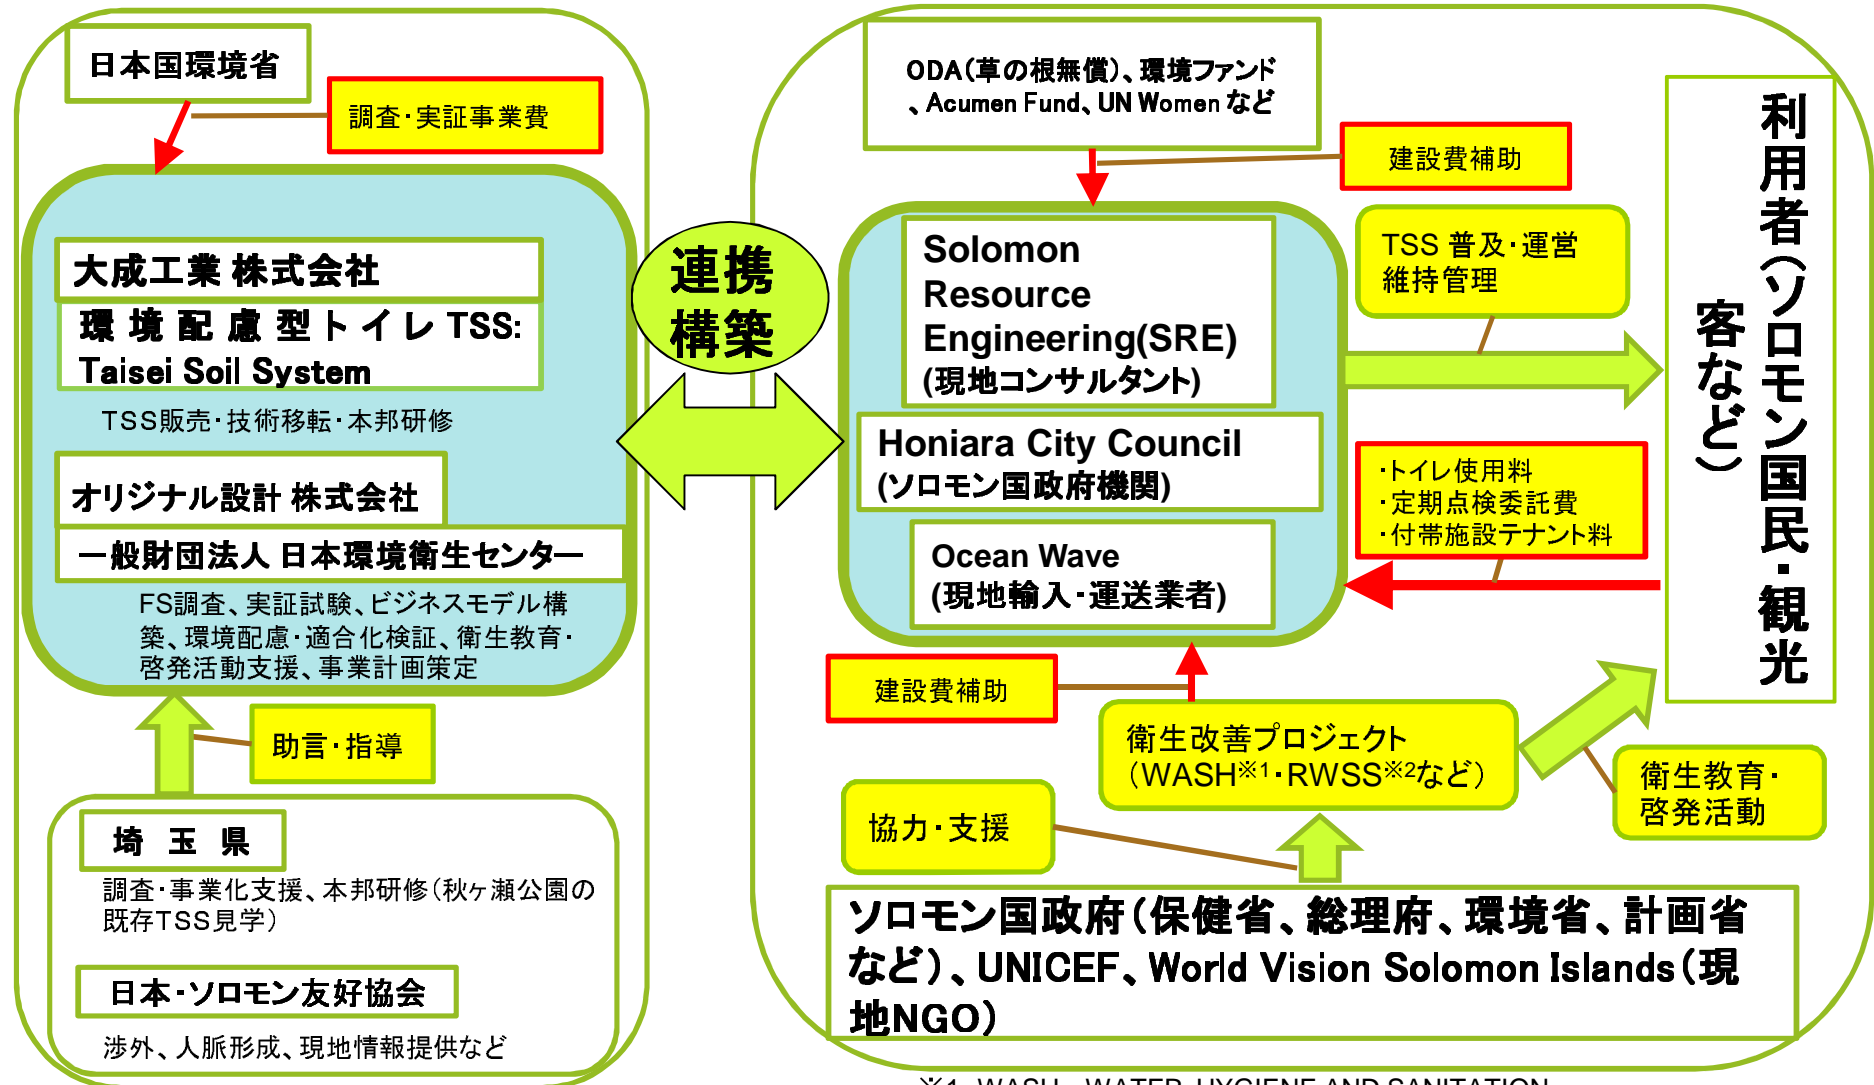 日本国環境省
調査・実証事業費
大成工業 株式会社
環 境 配 慮 型 トイレ TSS:
Taisei Soil System
TSS販売・技術移転・本邦研修
オリジナル設計 株式会社
一般財団法人 日本環境衛生センター
FS調査、実証試験、ビジネスモデル構
築、環境配慮・適合化検証、衛生教育・
啓発活動支援、事業計画策定
助言・指導
埼 玉 県
調査・事業化支援、本邦研修(秋ヶ瀬公園の
既存TSS見学)
日本・ソロモン友好協会
渉外、人脈形成、現地情報提供など
連携
構築
ODA(草の根無償)、環境ファンド
、Acumen Fund、UN Women など
建設費補助
Solomon
Resource
Engineering(SRE)
(現地コンサルタント)
Honiara City Council
(ソロモン国政府機関)
Ocean Wave
(現地輸入・運送業者)
TSS 普及・運営
維持管理
・トイレ使用料
・定期点検委託費
・付帯施設テナント料
利用者(ソロモン国民・観光
客など)
建設費補助
衛生改善プロジェクト
(WASH※1・RWSS※2など)
衛生教育・
啓発活動
協力・支援
ソロモン国政府(保健省、総理府、環境省、計画省
など)、UNICEF、World Vision Solomon Islands(現
地NGO)
※1 WASH WATER, HYGIENE AND SANITATION